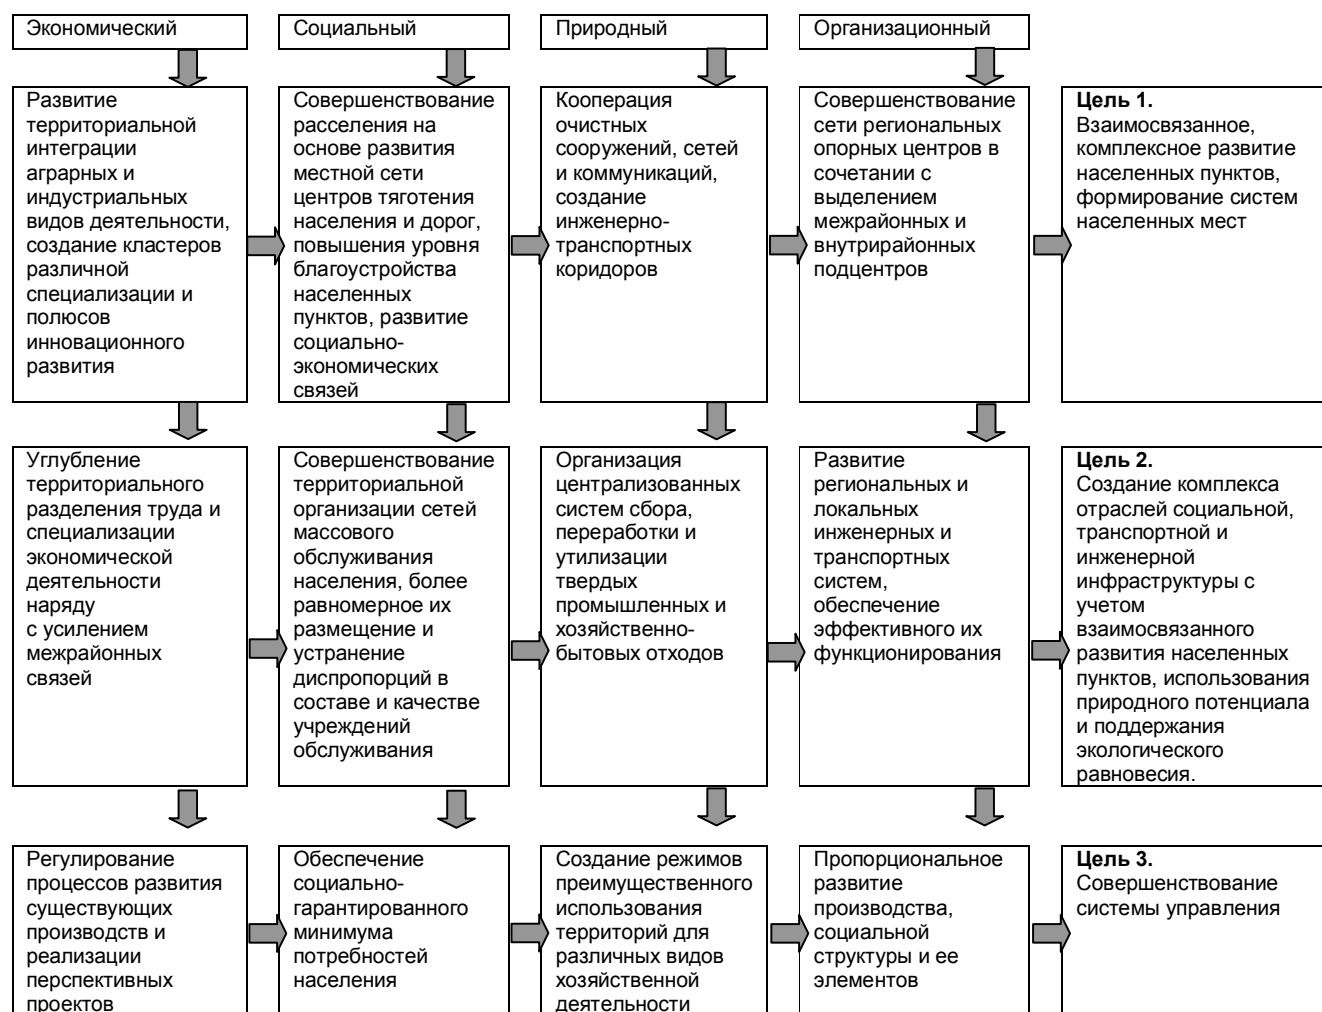 Экономический
Социальный
Природный
Организационный
Развитие
территориальной
интеграции
аграрных и
индустриальных
видов деятельности,
создание кластеров
различной
специализации и
полюсов
инновационного
развития
Совершенствование
расселения на
основе развития
местной сети
центров тяготения
населения и дорог,
повышения уровня
благоустройства
населенных
пунктов, развитие
социально-
экономических
связей
Кооперация
очистных
сооружений, сетей
и коммуникаций,
создание
инженерно-
транспортных
коридоров
Совершенствование
сети региональных
опорных центров в
сочетании с
выделением
межрайонных и
внутрирайонных
подцентров
Цель 1.
Взаимосвязанное,
комплексное развитие
населенных пунктов,
формирование систем
населенных мест
Углубление
территориального
разделения труда и
специализации
экономической
деятельности
наряду
с усилением
межрайонных
связей
Совершенствование
территориальной
организации сетей
массового
обслуживания
населения, более
равномерное их
размещение и
устранение
диспропорций в
составе и качестве
учреждений
обслуживания
Организация
централизованных
систем сбора,
переработки и
утилизации
твердых
промышленных и
хозяйственно-
бытовых отходов
Развитие
региональных и
локальных
инженерных и
транспортных
систем,
обеспечение
эффективного их
функционирования
Цель 2.
Создание комплекса
отраслей социальной,
транспортной и
инженерной
инфраструктуры с
учетом
взаимосвязанного
развития населенных
пунктов, использования
природного потенциала
и поддержания
экологического
равновесия.
Регулирование
процессов развития
существующих
производств и
реализации
перспективных
проектов
Обеспечение
социально-
гарантированного
минимума
потребностей
населения
Создание режимов
преимущественного
использования
территорий для
различных видов
хозяйственной
деятельности
Пропорциональное
развитие
производства,
социальной
структуры и ее
элементов
Цель 3.
Совершенствование
системы управления